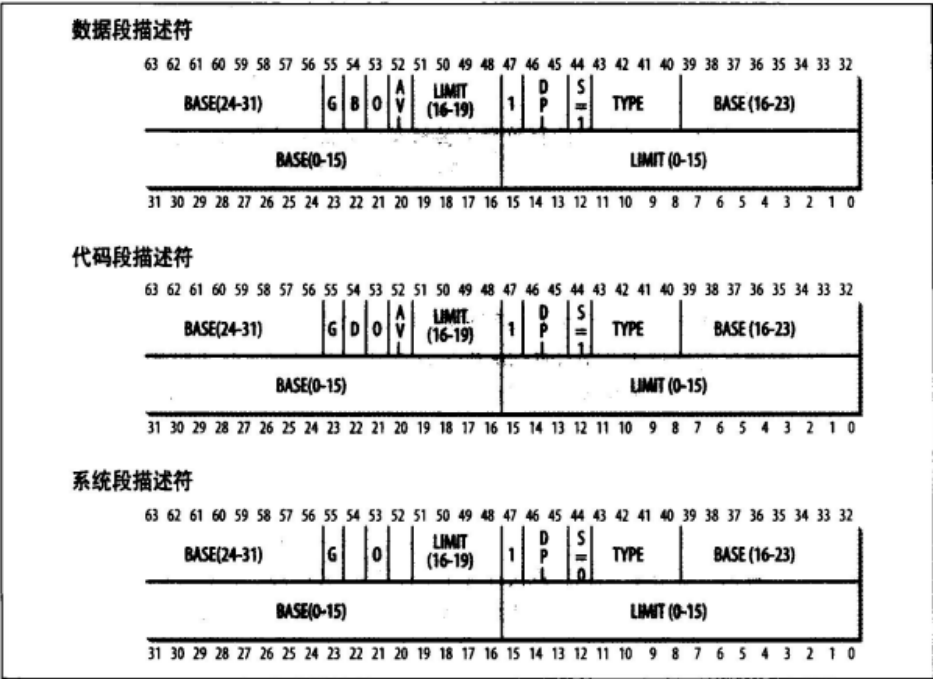 数据段描述符
63 62 61 60 59 58 57 56 55 54 53 52 51 50 49 48 47 46 45 44 43 42 41 40 39 38 37 36 35 34 33 32
BASE(24-31) G B O AVL LIMIT (16-19) 1 DPL S=1 TYPE BASE (16-23)
BASE(0-15) LIMIT (0-15)
31 30 29 28 27 26 25 24 23 22 21 20 19 18 17 16 15 14 13 12 11 10 9 8 7 6 5 4 3 2 1 0
代码段描述符
63 62 61 60 59 58 57 56 55 54 53 52 51 50 49 48 47 46 45 44 43 42 41 40 39 38 37 36 35 34 33 32
BASE(24-31) G D O AVL LIMIT (16-19) 1 DPL S=1 TYPE BASE (16-23)
BASE(0-15) LIMIT (0-15)
31 30 29 28 27 26 25 24 23 22 21 20 19 18 17 16 15 14 13 12 11 10 9 8 7 6 5 4 3 2 1 0
系统段描述符
63 62 61 60 59 58 57 56 55 54 53 52 51 50 49 48 47 46 45 44 43 42 41 40 39 38 37 36 35 34 33 32
BASE(24-31) G O LIMIT (16-19) 1 DPL S=0 TYPE BASE (16-23)
BASE(0-15) LIMIT (0-15)
31 30 29 28 27 26 25 24 23 22 21 20 19 18 17 16 15 14 13 12 11 10 9 8 7 6 5 4 3 2 1 0